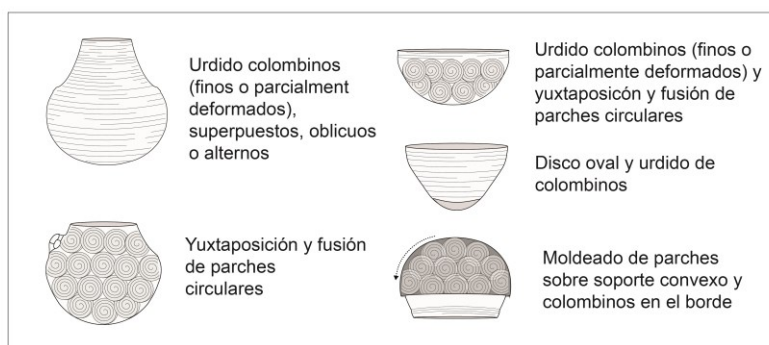 Urdido colombinos
(finos o parcialment
deformados),
superpuestos, oblicuos
o alternos
Yuxtaposición y fusión
de parches
circulares
Urdido colombinos (finos o
parcialmente deformados) y
yuxtaposicón y fusión de
parches circulares
Disco oval y urdido de
colombinos
Moldeado de parches
sobre soporte convexo y
colombinos en el borde